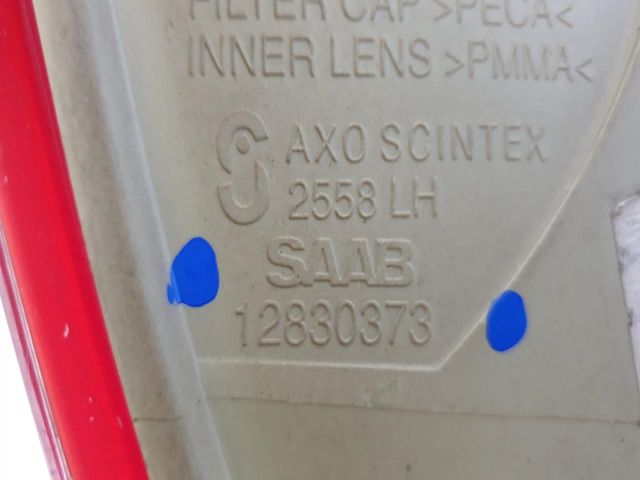 FILTER CAP >PECA<
INNER LENS >PMMA<
AXO SCINTEX
2558 LH
SAAB
12830373